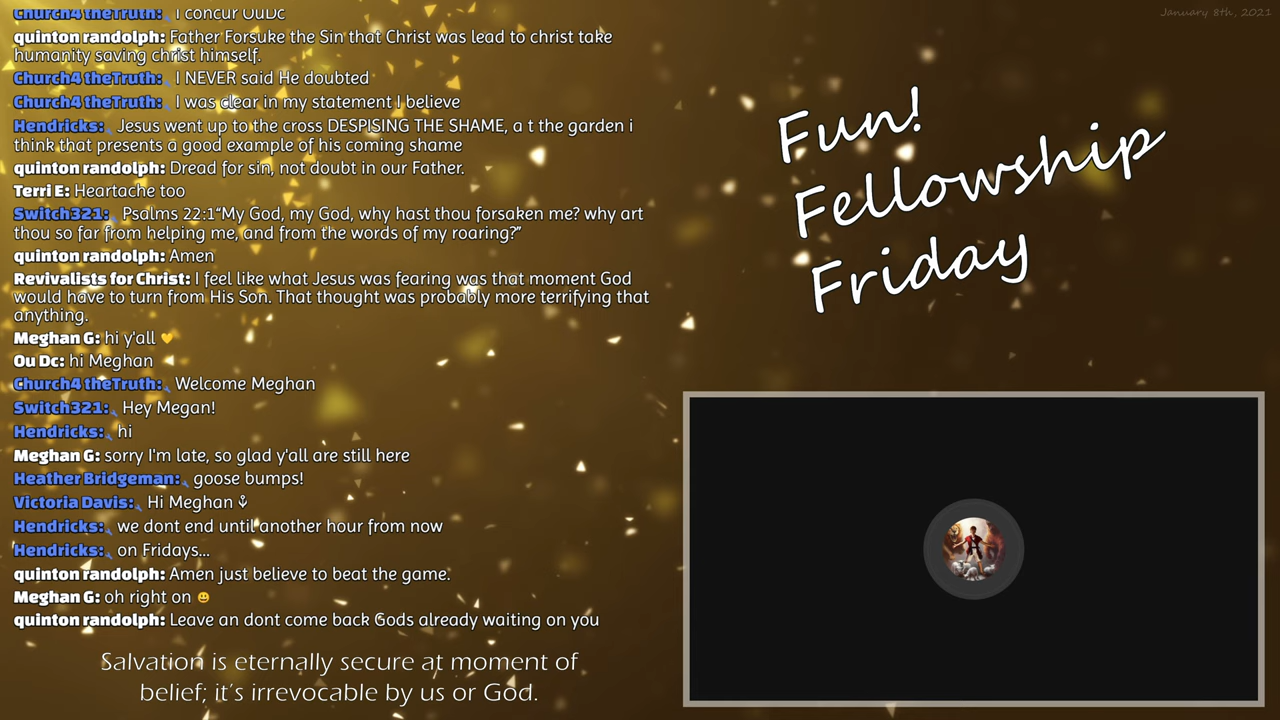 Church4 theTruth: I concur OuDc
quinton randolph: Father Forsuke the Sin that Christ was lead to christ take
humanity saving christ himself.
Church4 theTruth: I NEVER said He doubted
Church4 theTruth: I was clear in my statement I believe
Hendricks: Jesus went up to the cross DESPISING THE SHAME, a t the garden i
think that presents a good example of his coming shame
quinton randolph: Dread for sin, not doubt in our Father.
Terri E: Heartache too
Switch321: Psalms 22:1“My God, my God, why hast thou forsaken me? why art
thou so far from helping me, and from the words of my roaring?”
quinton randolph: Amen
Revivalists for Christ: I feel like what Jesus was fearing was that moment God
would have to turn from His Son. That thought was probably more terrifying that
anything.
Meghan G: hi y'all 💛
Ou Dc: hi Meghan
Church4 theTruth: Welcome Meghan
Switch321: Hey Megan!
Hendricks: hi
Meghan G: sorry I'm late, so glad y'all are still here
Heather Bridgeman: goose bumps!
Victoria Davis: Hi Meghan ⚘
Hendricks: we dont end until another hour from now
Hendricks: on Fridays...
quinton randolph: Amen just believe to beat the game.
Meghan G: oh right on 😀
quinton randolph: Leave an dont come back Gods already waiting on you
Salvation is eternally secure at moment of
belief; it's irrevocable by us or God.
January 8th, 2021
Fun!
Fellowship
Friday